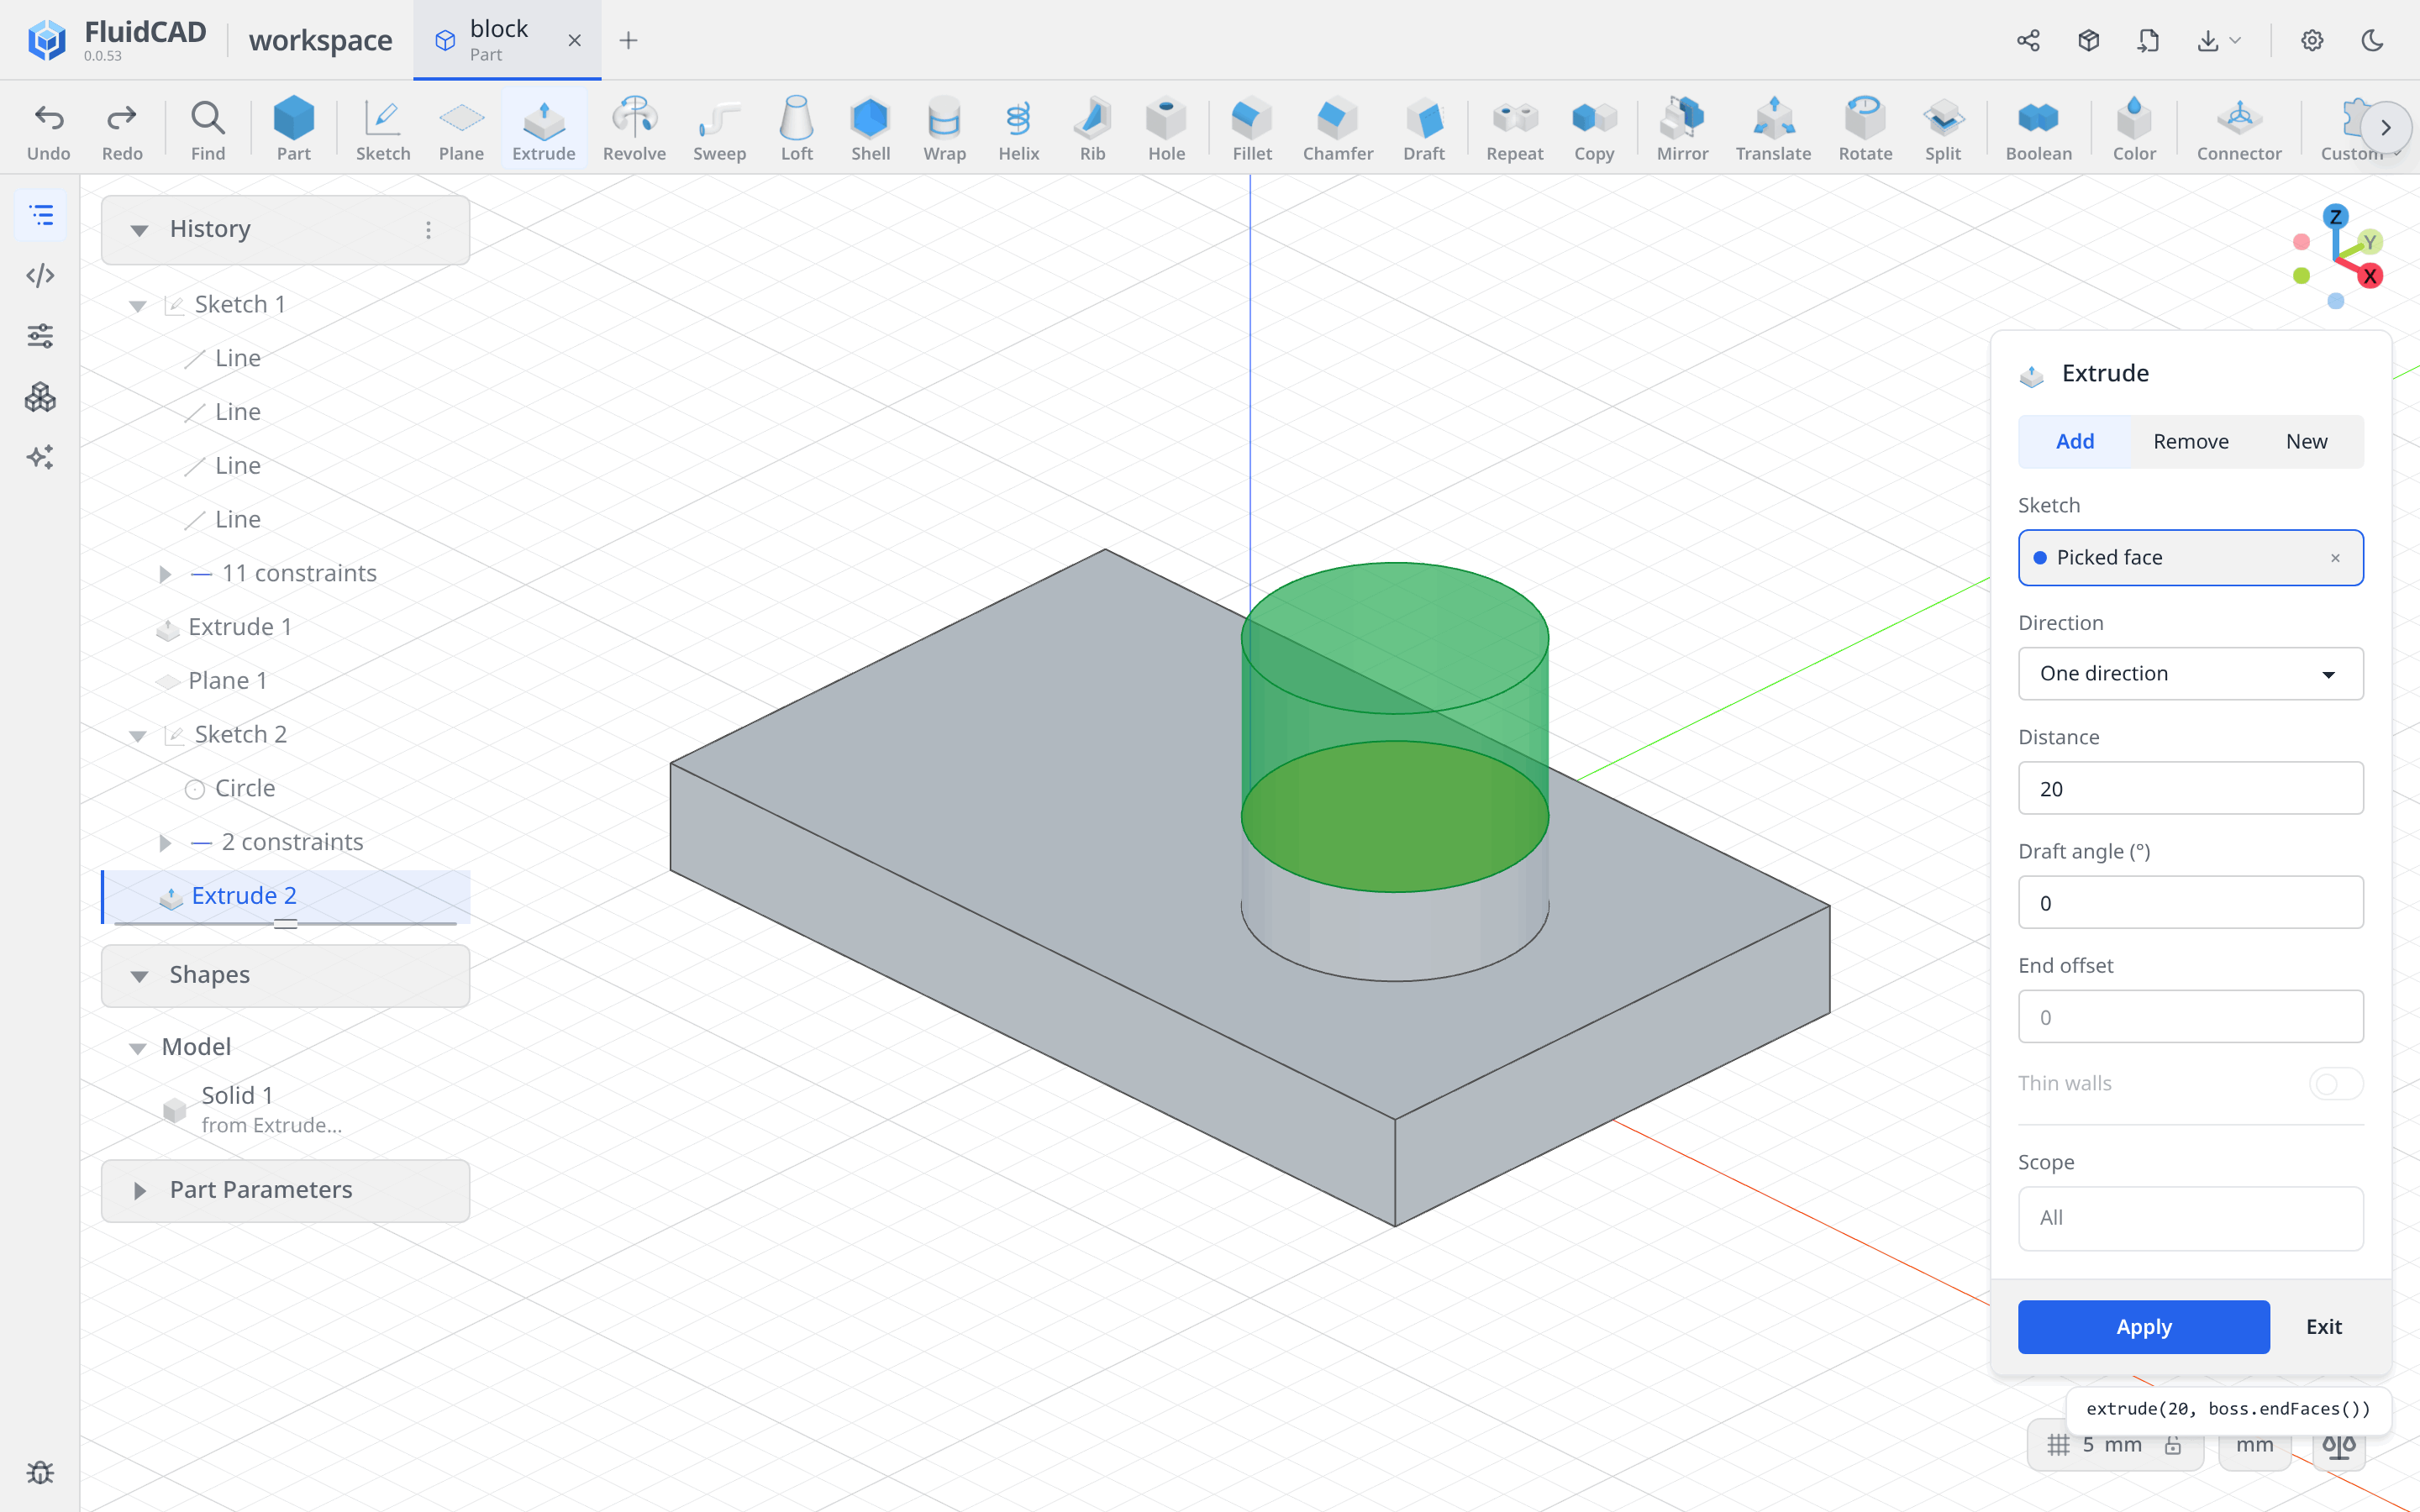 FluidCAD
0.0.53
workspace
block
Part
Undo
Redo
Find
Part
Sketch
Plane
Extrude
Revolve
Sweep
Loft
Shell
Wrap
Helix
Rib
Hole
Fillet
Chamfer
Draft
Repeat
Copy
Mirror
Translate
Rotate
Split
Boolean
Color
Connector
Custom
History
Sketch 1
Line
Line
Line
Line
11 constraints
Extrude 1
Plane 1
Sketch 2
Circle
2 constraints
Extrude 2
Shapes
Model
Solid 1
from Extrude...
Part Parameters
Z
Y
X
Extrude
Add
Remove
New
Sketch
Picked face
Direction
One direction
Distance
20
Draft angle (°)
0
End offset
0
Thin walls
Scope
All
Apply
Exit
extrude(20, boss.endFaces())
5 mm
mm